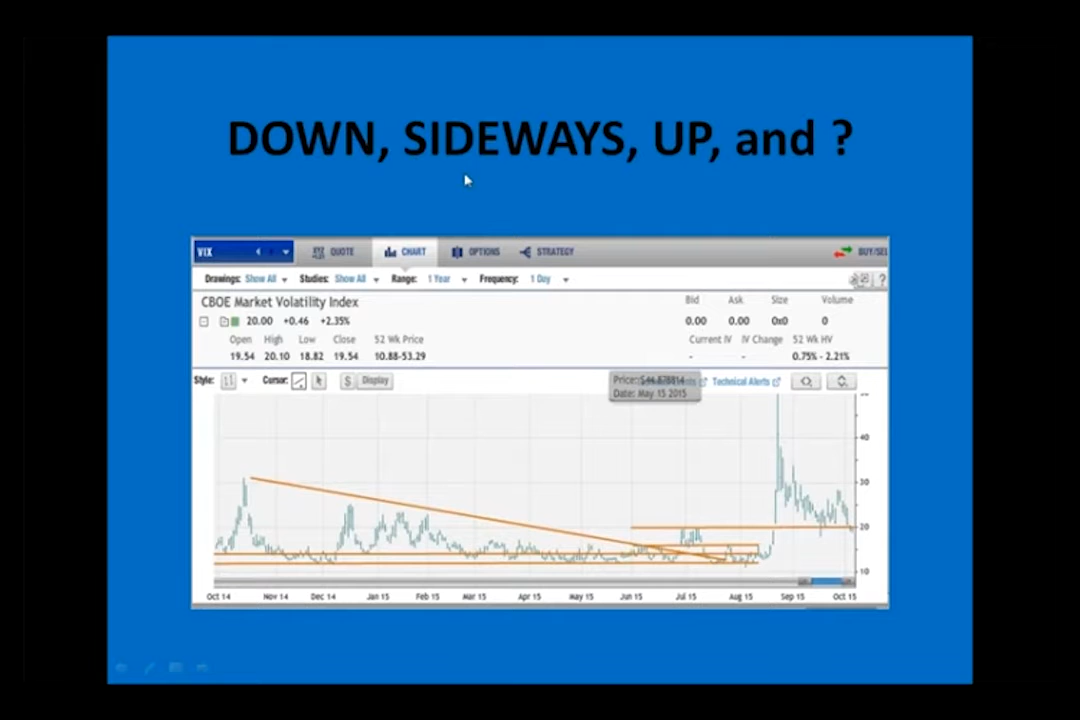 DOWN, SIDEWAYS, UP, and ?
VIX QUOTE CHART OPTIONS STRATEGY BUY/SEL
Drawings: Show All Studies: Show All Range: 1 Year Frequency: 1 Day ?
CBOE Market Volatility Index Bid Ask Size Volume
20.00 +0.46 +2.35% 0.00 0.00 0x0 0
Open High Low Close 52 Wk Price Current IV IV Change 52 Wk HV
19.54 20.10 18.82 19.54 10.88-53.29 - - 0.75% - 2.21%
Style: Cursor: $ Display Technical Alerts
Price:
Date: May 15 2015
40
30
20
10
Oct 14 Nov 14 Dec 14 Jan 15 Feb 15 Mar 15 Apr 15 May 15 Jun 15 Jul 15 Aug 15 Sep 15 Oct 15